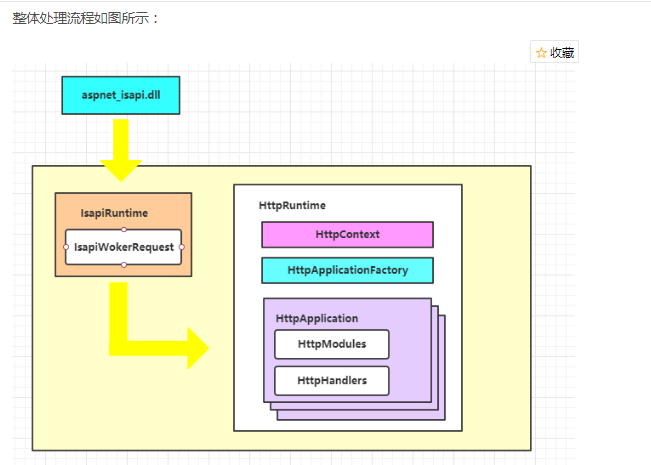 整体处理流程如图所示：
☆ 收藏
aspnet_isapi.dll
IsapiRuntime
IsapiWokerRequest
HttpRuntime
HttpContext
HttpApplicationFactory
HttpApplication
HttpModules
HttpHandlers